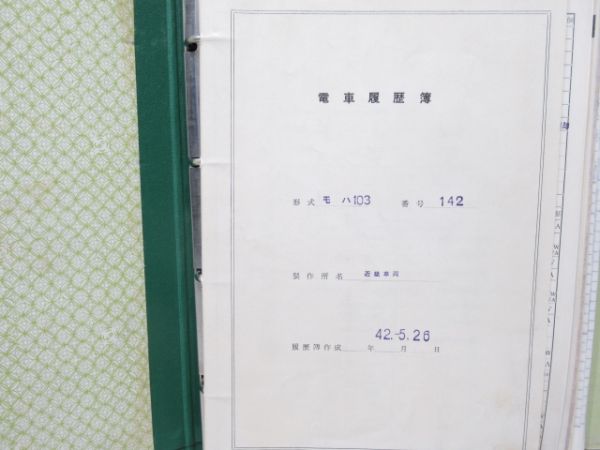 電車履歴簿
形式 モハ103 番号 142
製作所名 近畿車両
42.-5.26
履歴簿作成 年 月 日